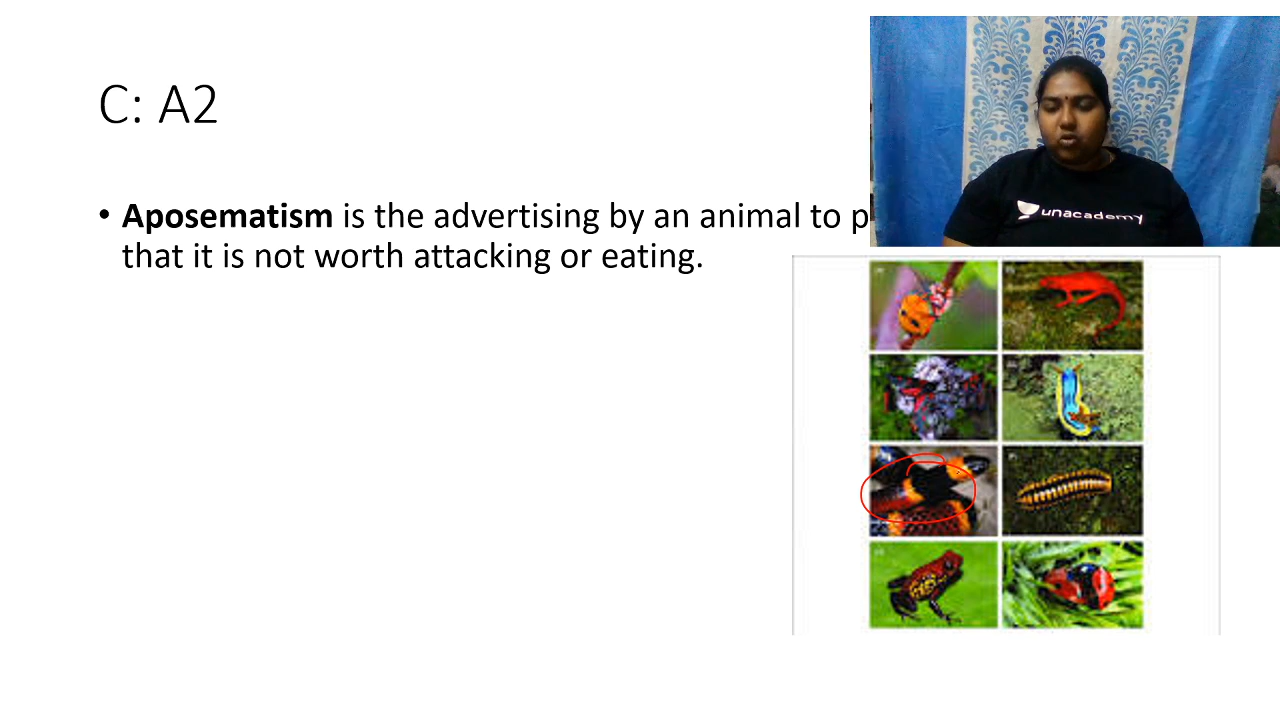 C: A2
unacademy
• Aposematism is the advertising by an animal to p
that it is not worth attacking or eating.